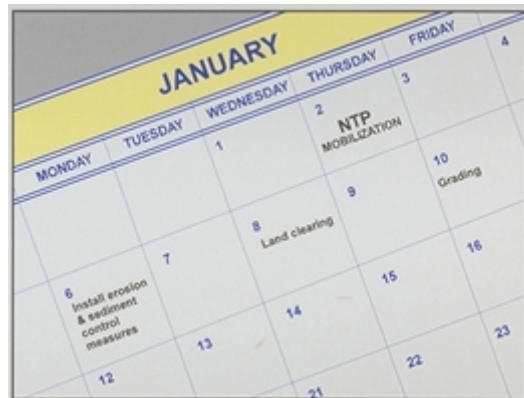 JANUARY
MONDAY TUESDAY WEDNESDAY THURSDAY FRIDAY
1 2 3 4
NTP
MOBILIZATION
6 7 8 9 10
Install erosion
& sediment
control
measures
Land clearing
Grading
12 13 14 15 16
21 22 23